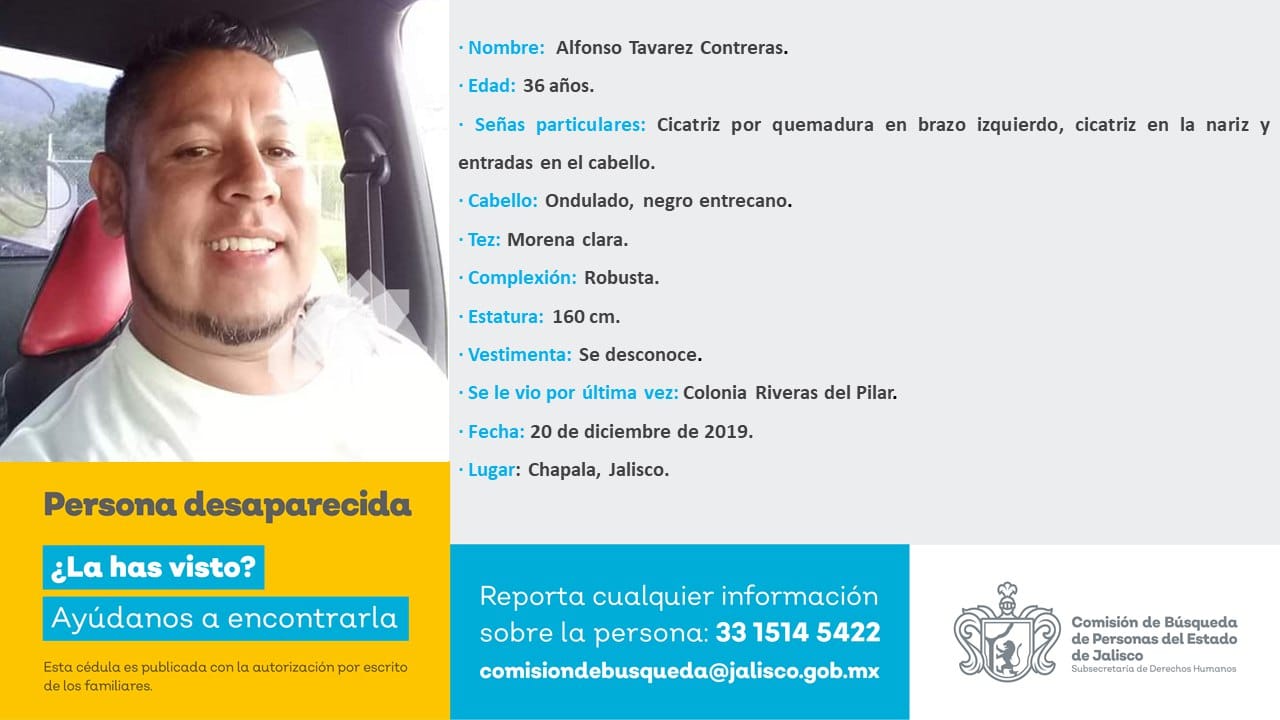 · Nombre: Alfonso Tavarez Contreras.
· Edad: 36 años.
· Señas particulares: Cicatriz por quemadura en brazo izquierdo, cicatriz en la nariz y
entradas en el cabello.
· Cabello: Ondulado, negro entrecano.
· Tez: Morena clara.
· Complexión: Robusta.
· Estatura: 160 cm.
· Vestimenta: Se desconoce.
· Se le vio por última vez: Colonia Riveras del Pilar.
· Fecha: 20 de diciembre de 2019.
· Lugar: Chapala, Jalisco.
Persona desaparecida
¿La has visto?
Ayúdanos a encontrarla
Esta cédula es publicada con la autorización por escrito
de los familiares.
Reporta cualquier información
sobre la persona: 33 1514 5422
comisiondebusqueda@jalisco.gob.mx
Comisión de Búsqueda
de Personas del Estado
de Jalisco
Subsecretaría de Derechos Humanos